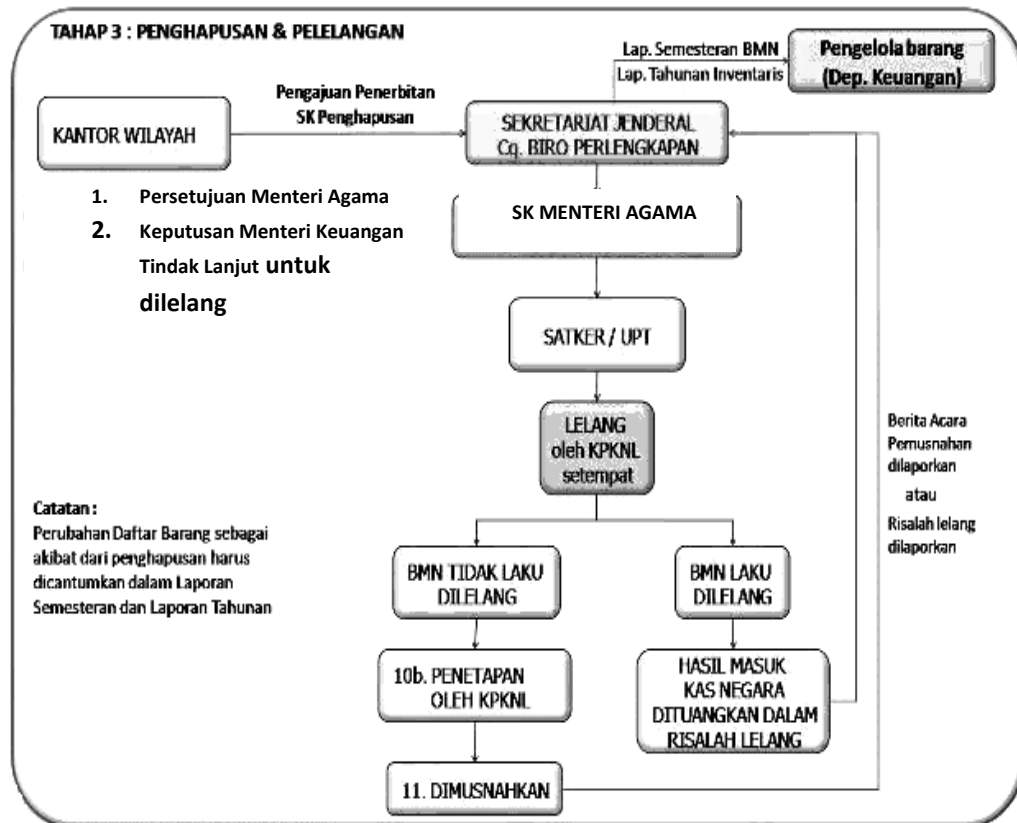 TAHAP 3 : PENGHAPUSAN & PELELANGAN
Lap. Semesteran BMN
Lap. Tahunan Inventaris
Pengelola barang
(Dep. Keuangan)
KANTOR WILAYAH
Pengajuan Penerbitan
SK Penghapusan
SEKRETARIAT JENDERAL
Cq. BIRO PERLENGKAPAN
1. Persetujuan Menteri Agama
2. Keputusan Menteri Keuangan
Tindak Lanjut untuk
dilelang
SK MENTERI AGAMA
SATKER / UPT
LELANG
oleh KPKNL
setempat
Berita Acara
Pemusnahan
dilaporkan
atau
Risalah lelang
dilaporkan
Catatan :
Perubahan Daftar Barang sebagai
akibat dari penghapusan harus
dicantumkan dalam Laporan
Semesteran dan Laporan Tahunan
BMN TIDAK LAKU
DILELANG
BMN LAKU
DILELANG
10b. PENETAPAN
OLEH KPKNL
HASIL MASUK
KAS NEGARA
DITUANGKAN DALAM
RISALAH LELANG
11. DIMUSNAHKAN